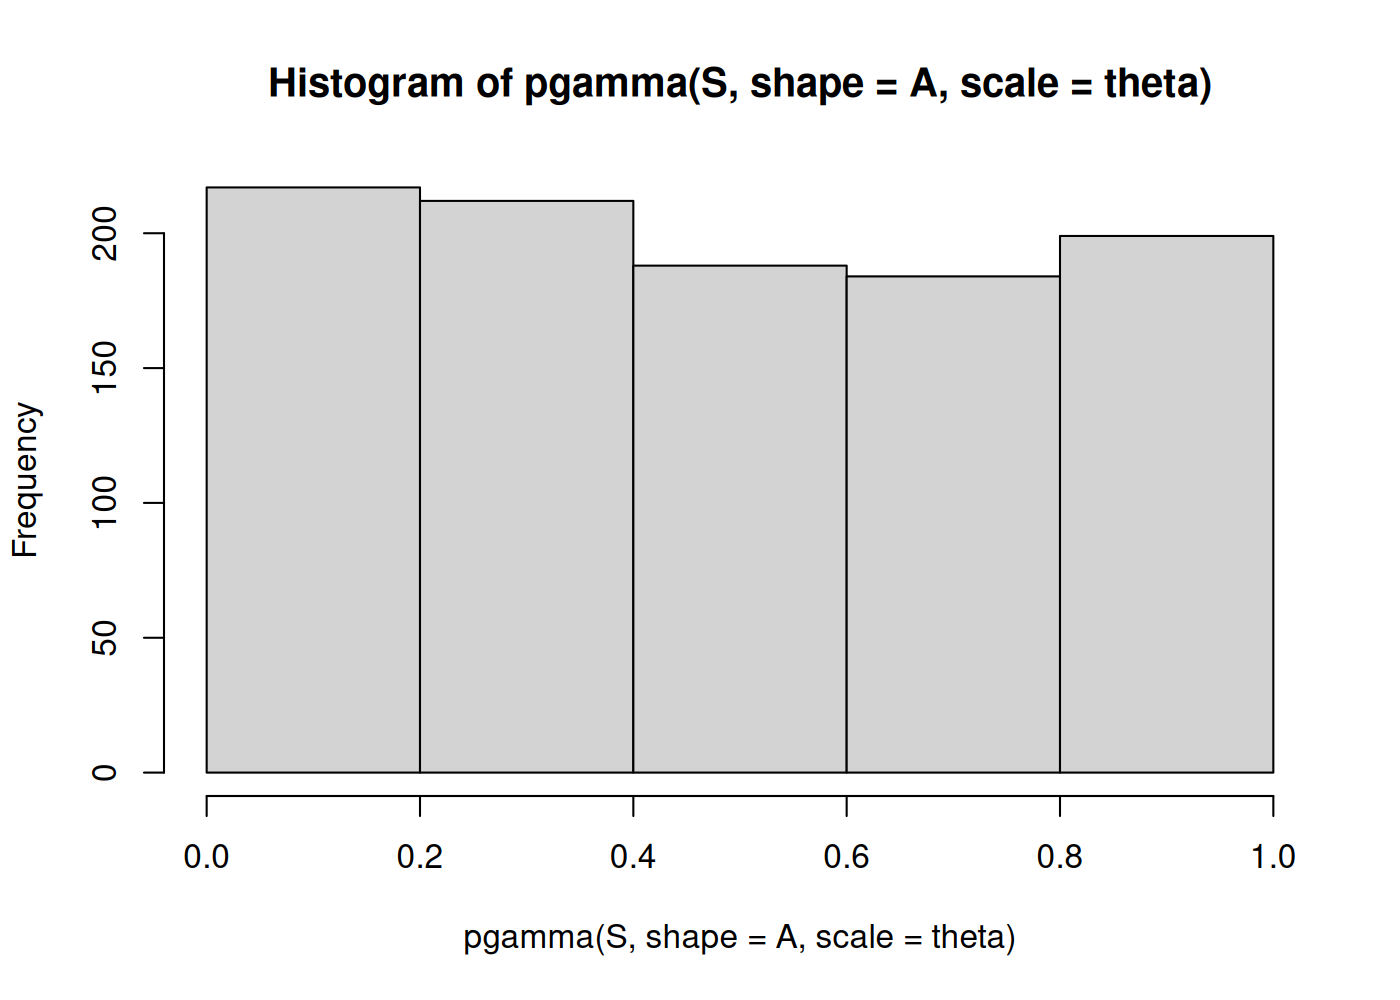 Histogram of pgamma(S, shape = A, scale = theta)
Frequency
200
150
100
50
0
0.0 0.2 0.4 0.6 0.8 1.0
pgamma(S, shape = A, scale = theta)